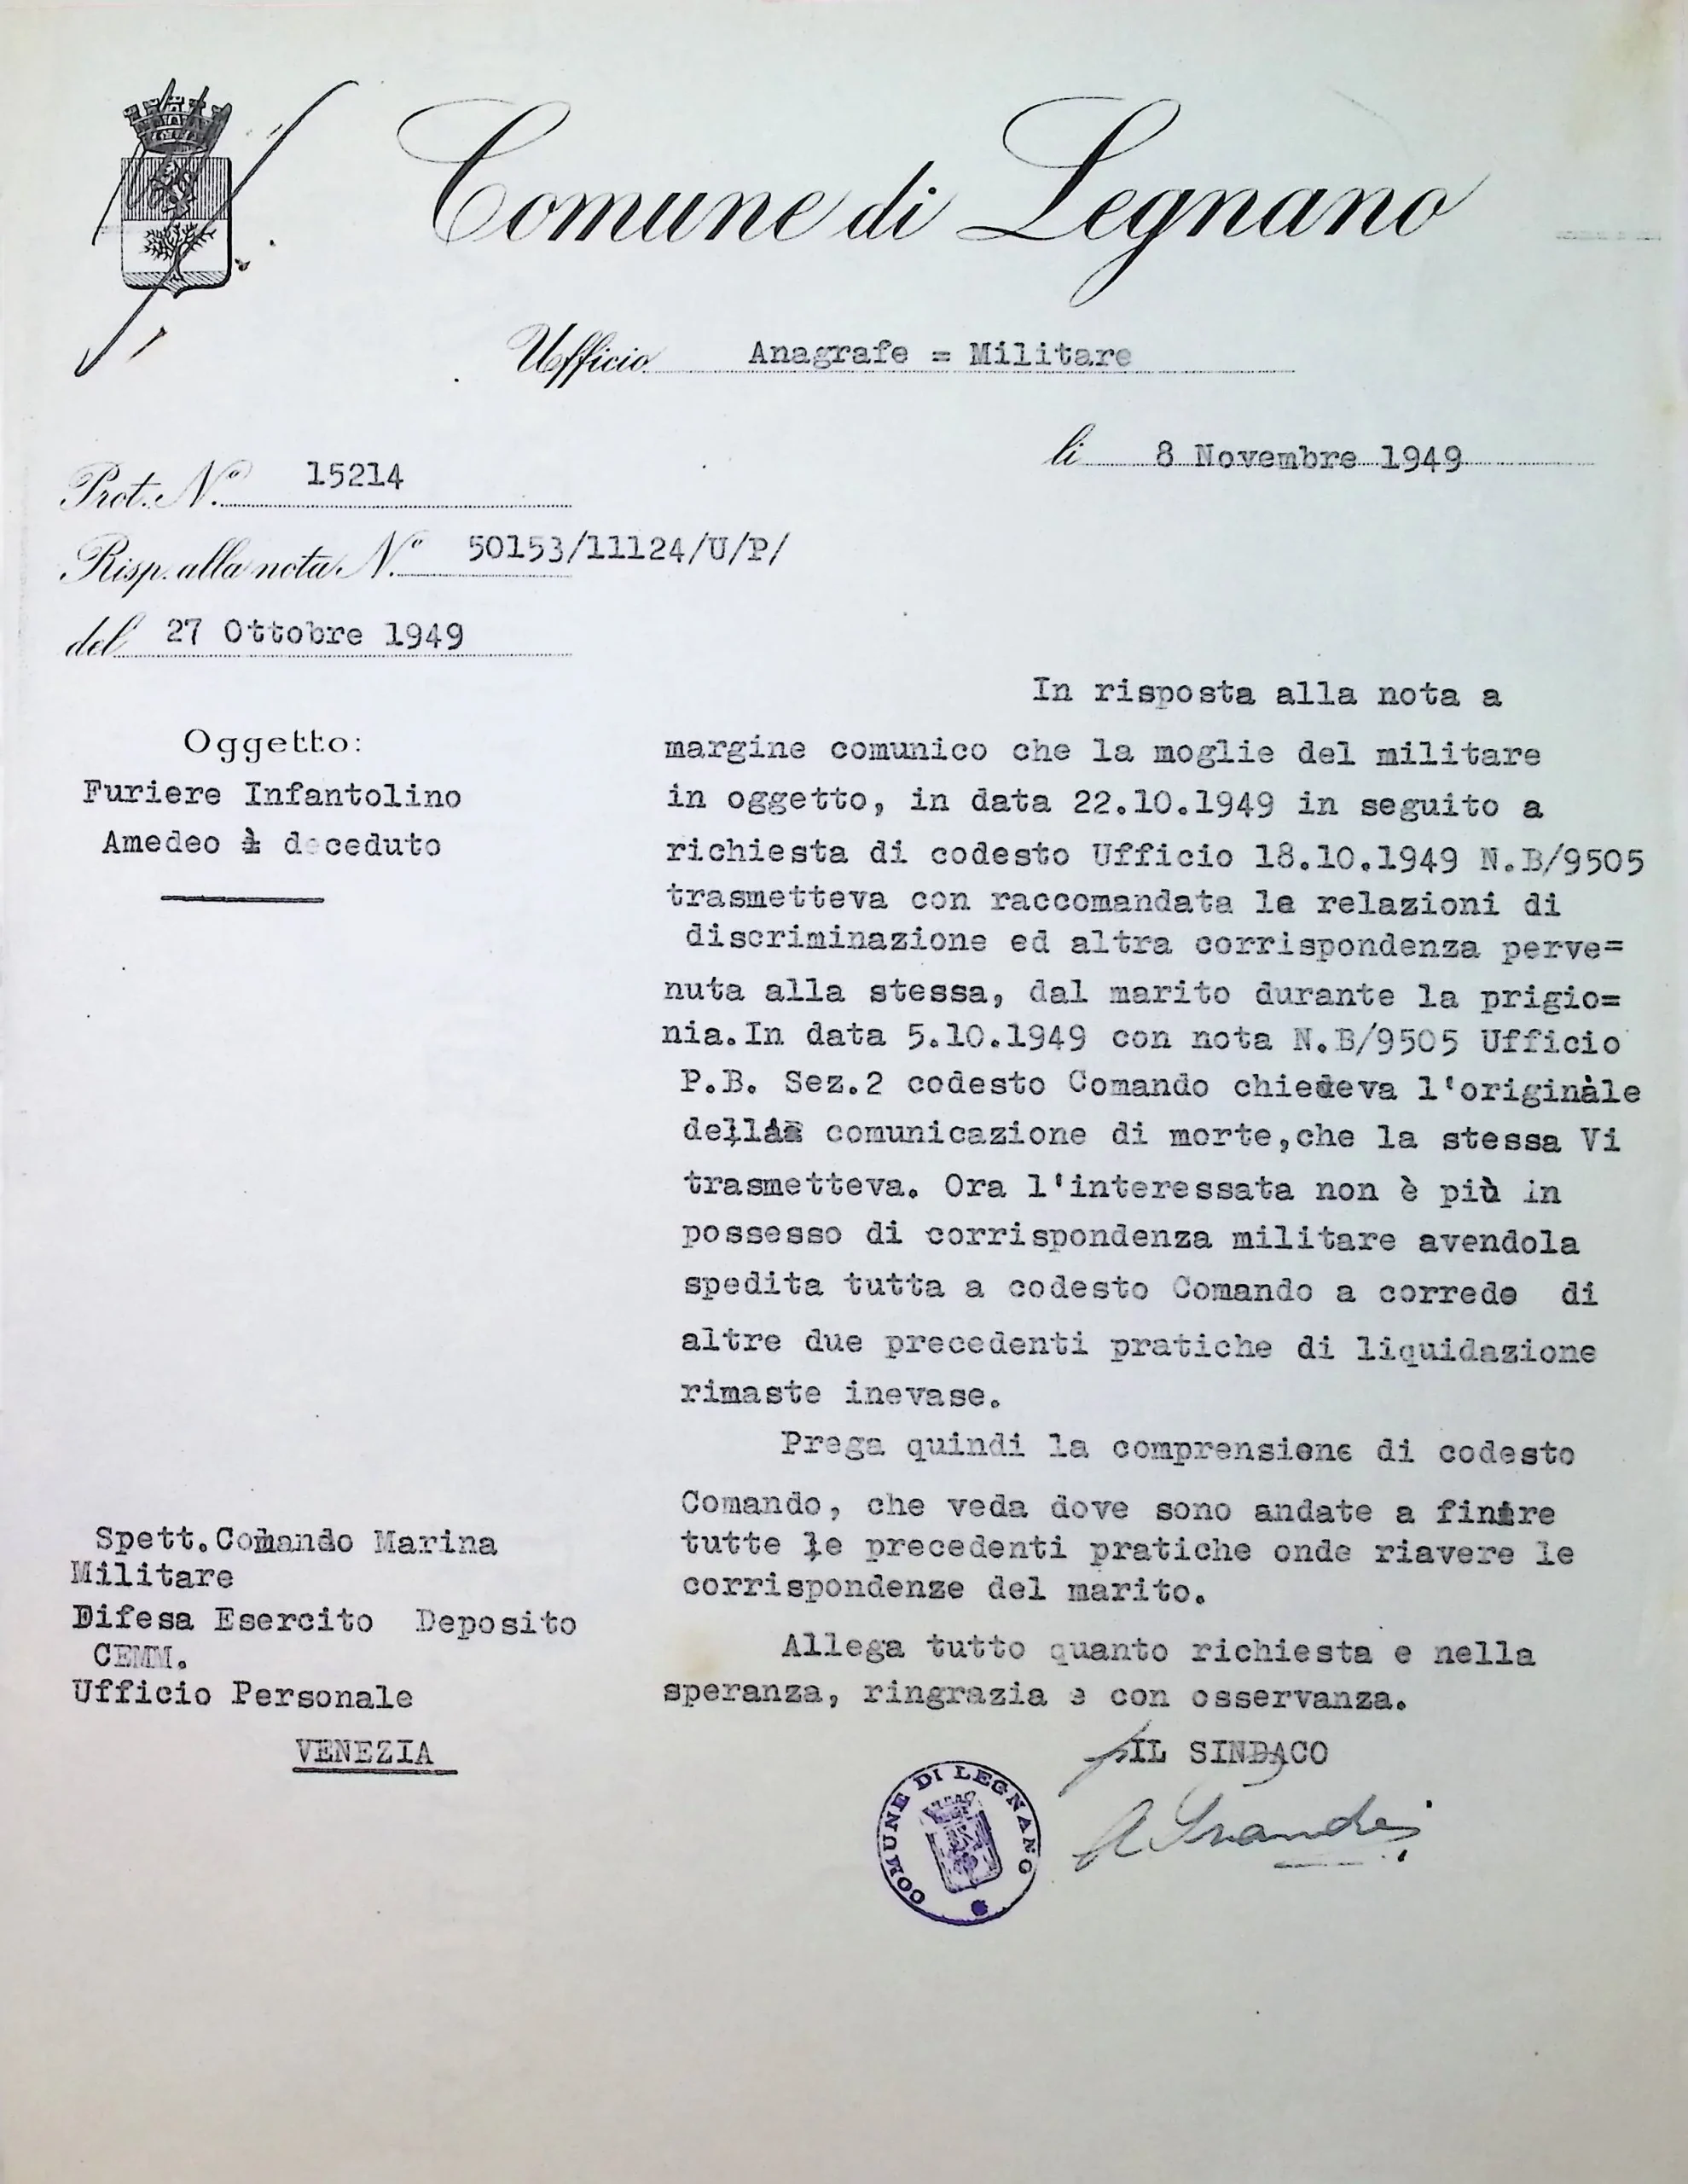 Comune di Legnano
Ufficio Anagrafe = Militare
li 8 Novembre 1949
Prot. N.° 15214
Risp. alla nota N.° 50153/11124/U/P/
del 27 Ottobre 1949
Oggetto:
Furiere Infantolino
Amedeo deceduto
In risposta alla nota a
margine comunico che la moglie del militare
in oggetto, in data 22.10.1949 in seguito a
richiesta di codesto Ufficio 18.10.1949 N.B/9505
trasmetteva con raccomandata le relazioni di
discriminazione ed altra corrispondenza perve=
nuta alla stessa, dal marito durante la prigio=
nia.In data 5.10.1949 con nota N.B/9505 Ufficio
P.B. Sez.2 codesto Comando chiedeva l'originàle
della comunicazione di morte,che la stessa Vi
trasmetteva. Ora l'interessata non è più in
possesso di corrispondenza militare avendola
spedita tutta a codesto Comando a corredo di
altre due precedenti pratiche di liquidazione
rimaste inevase.
Prega quindi la comprensione di codesto
Comando, che veda dove sono andate a finire
tutte le precedenti pratiche onde riavere le
corrispondenze del marito.
Allega tutto quanto richiesta e nella
speranza, ringrazia e con osservanza.
Spett.Comando Marina
Militare
Difesa Esercito Deposito
CEMM.
Ufficio Personale
VENEZIA
p IL SINDACO
COMUNE DI LEGNANO